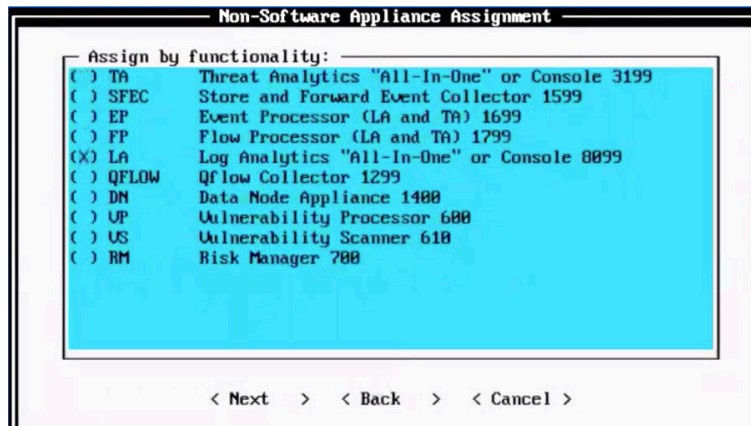 Non-Software Appliance Assignment
Assign by functionality:
( ) TA Threat Analytics "All-In-One" or Console 3199
( ) SFEC Store and Forward Event Collector 1599
( ) EP Event Processor (LA and TA) 1699
( ) FP Flow Processor (LA and TA) 1799
(X) LA Log Analytics "All-In-One" or Console 8099
( ) QFLOW Qflow Collector 1299
( ) DN Data Node Appliance 1400
( ) VP Vulnerability Processor 600
( ) VS Vulnerability Scanner 610
( ) RM Risk Manager 700
< Next > < Back > < Cancel >